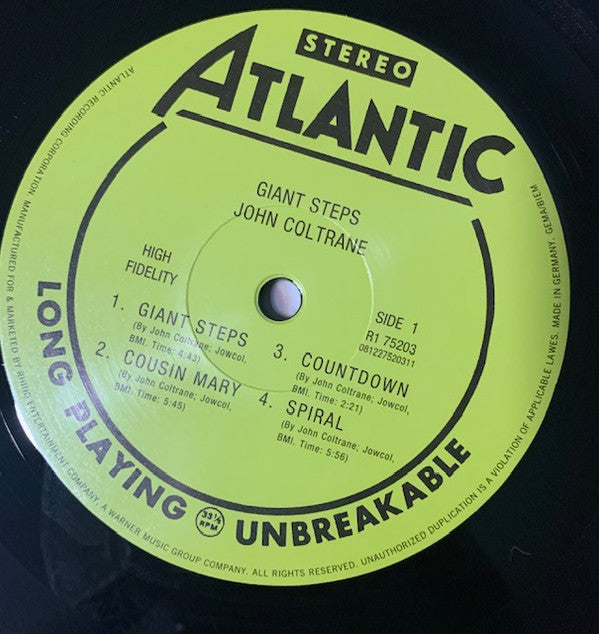 STEREO
ATLANTIC
GIANT STEPS
JOHN COLTRANE
HIGH
FIDELITY
SIDE 1
R1 75203
081227520311
1. GIANT STEPS
(By John Coltrane; Jowcol,
BMI. Time: 4:43)
2. COUSIN MARY
(By John Coltrane; Jowcol,
BMI. Time: 5:45)
3. COUNTDOWN
(By John Coltrane; Jowcol,
BMI. Time: 2:21)
4. SPIRAL
(By John Coltrane; Jowcol,
BMI. Time: 5:56)
LONG PLAYING 33⅓ RPM UNBREAKABLE
ATLANTIC RECORDING CORPORATION. MANUFACTURED FOR & MARKETED BY RHINO ENTERTAINMENT COMPANY, A WARNER MUSIC GROUP COMPANY. ALL RIGHTS RESERVED. UNAUTHORIZED DUPLICATION IS A VIOLATION OF APPLICABLE LAWES. MADE IN GERMANY. GEMA/BIEM